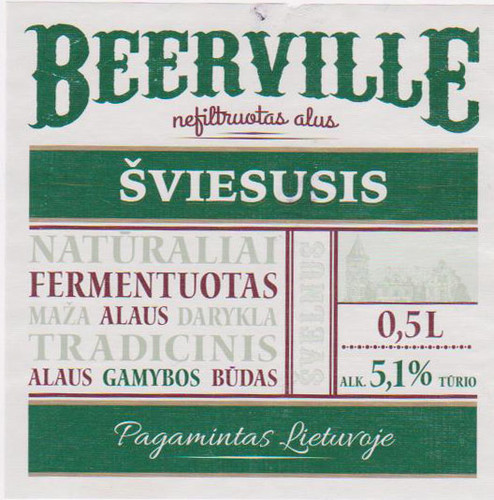 BEERVILLE
nefiltruotas alus
ŠVIESUSIS
NATŪRALIAI
FERMENTUOTAS
MAŽA ALAUS DARYKLA
TRADICINIS
ALAUS GAMYBOS BŪDAS
ŠVELNUS
0,5L
ALK. 5,1% TŪRIO
Pagamintas Lietuvoje